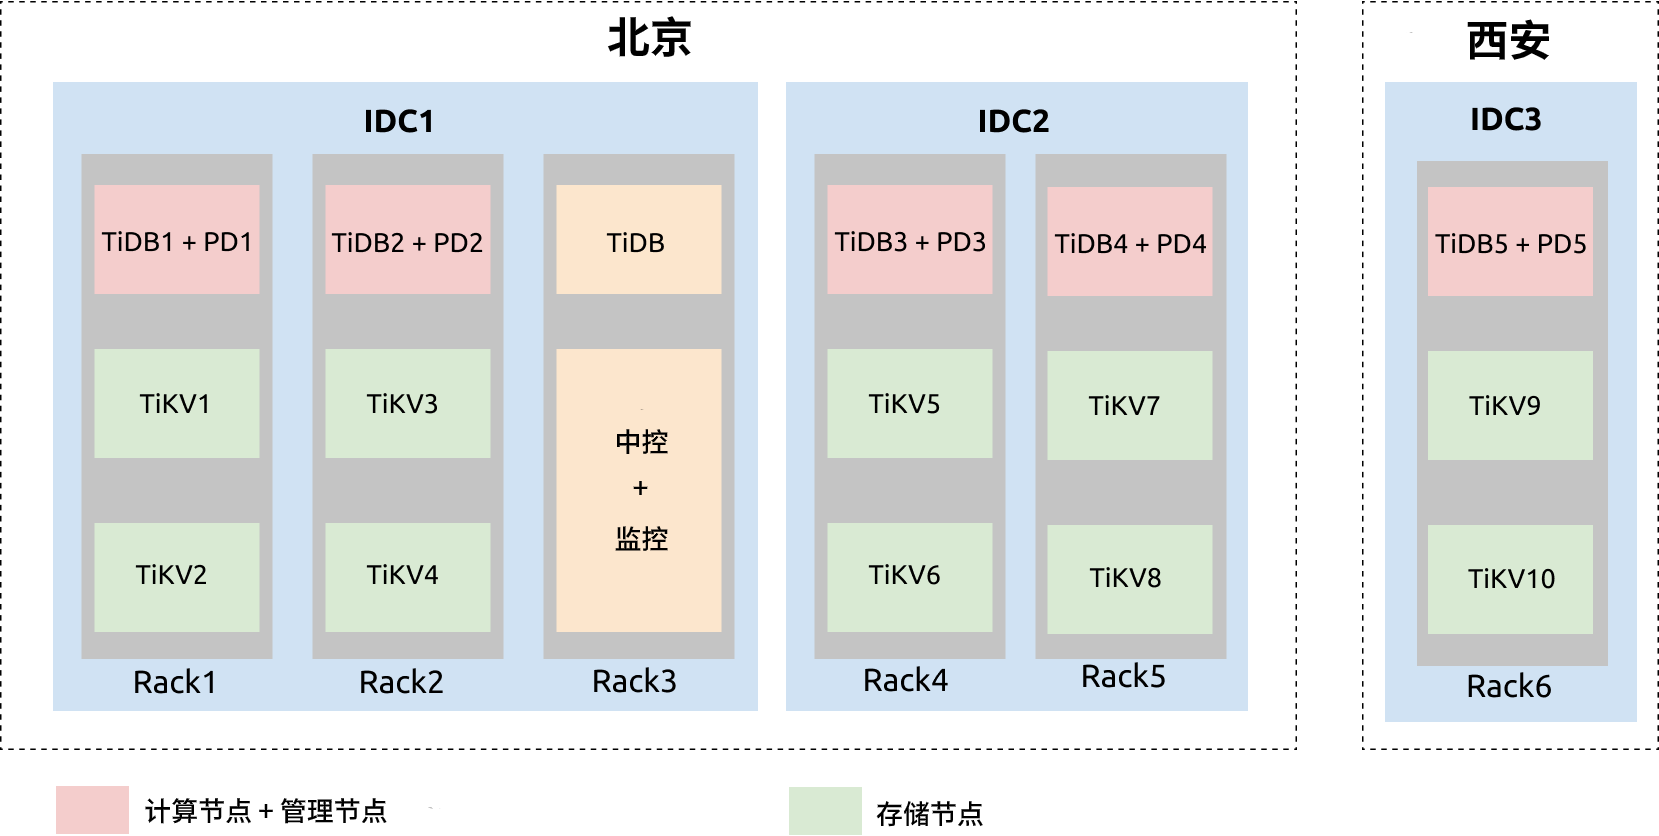 北京
西安
IDC1
IDC2
IDC3
TiDB1 + PD1
TiDB2 + PD2
TiDB
TiDB3 + PD3
TiDB4 + PD4
TiDB5 + PD5
TiKV1
TiKV3
中控
+
监控
TiKV5
TiKV7
TiKV9
TiKV2
TiKV4
TiKV6
TiKV8
TiKV10
Rack1
Rack2
Rack3
Rack4
Rack5
Rack6
计算节点 + 管理节点
存储节点